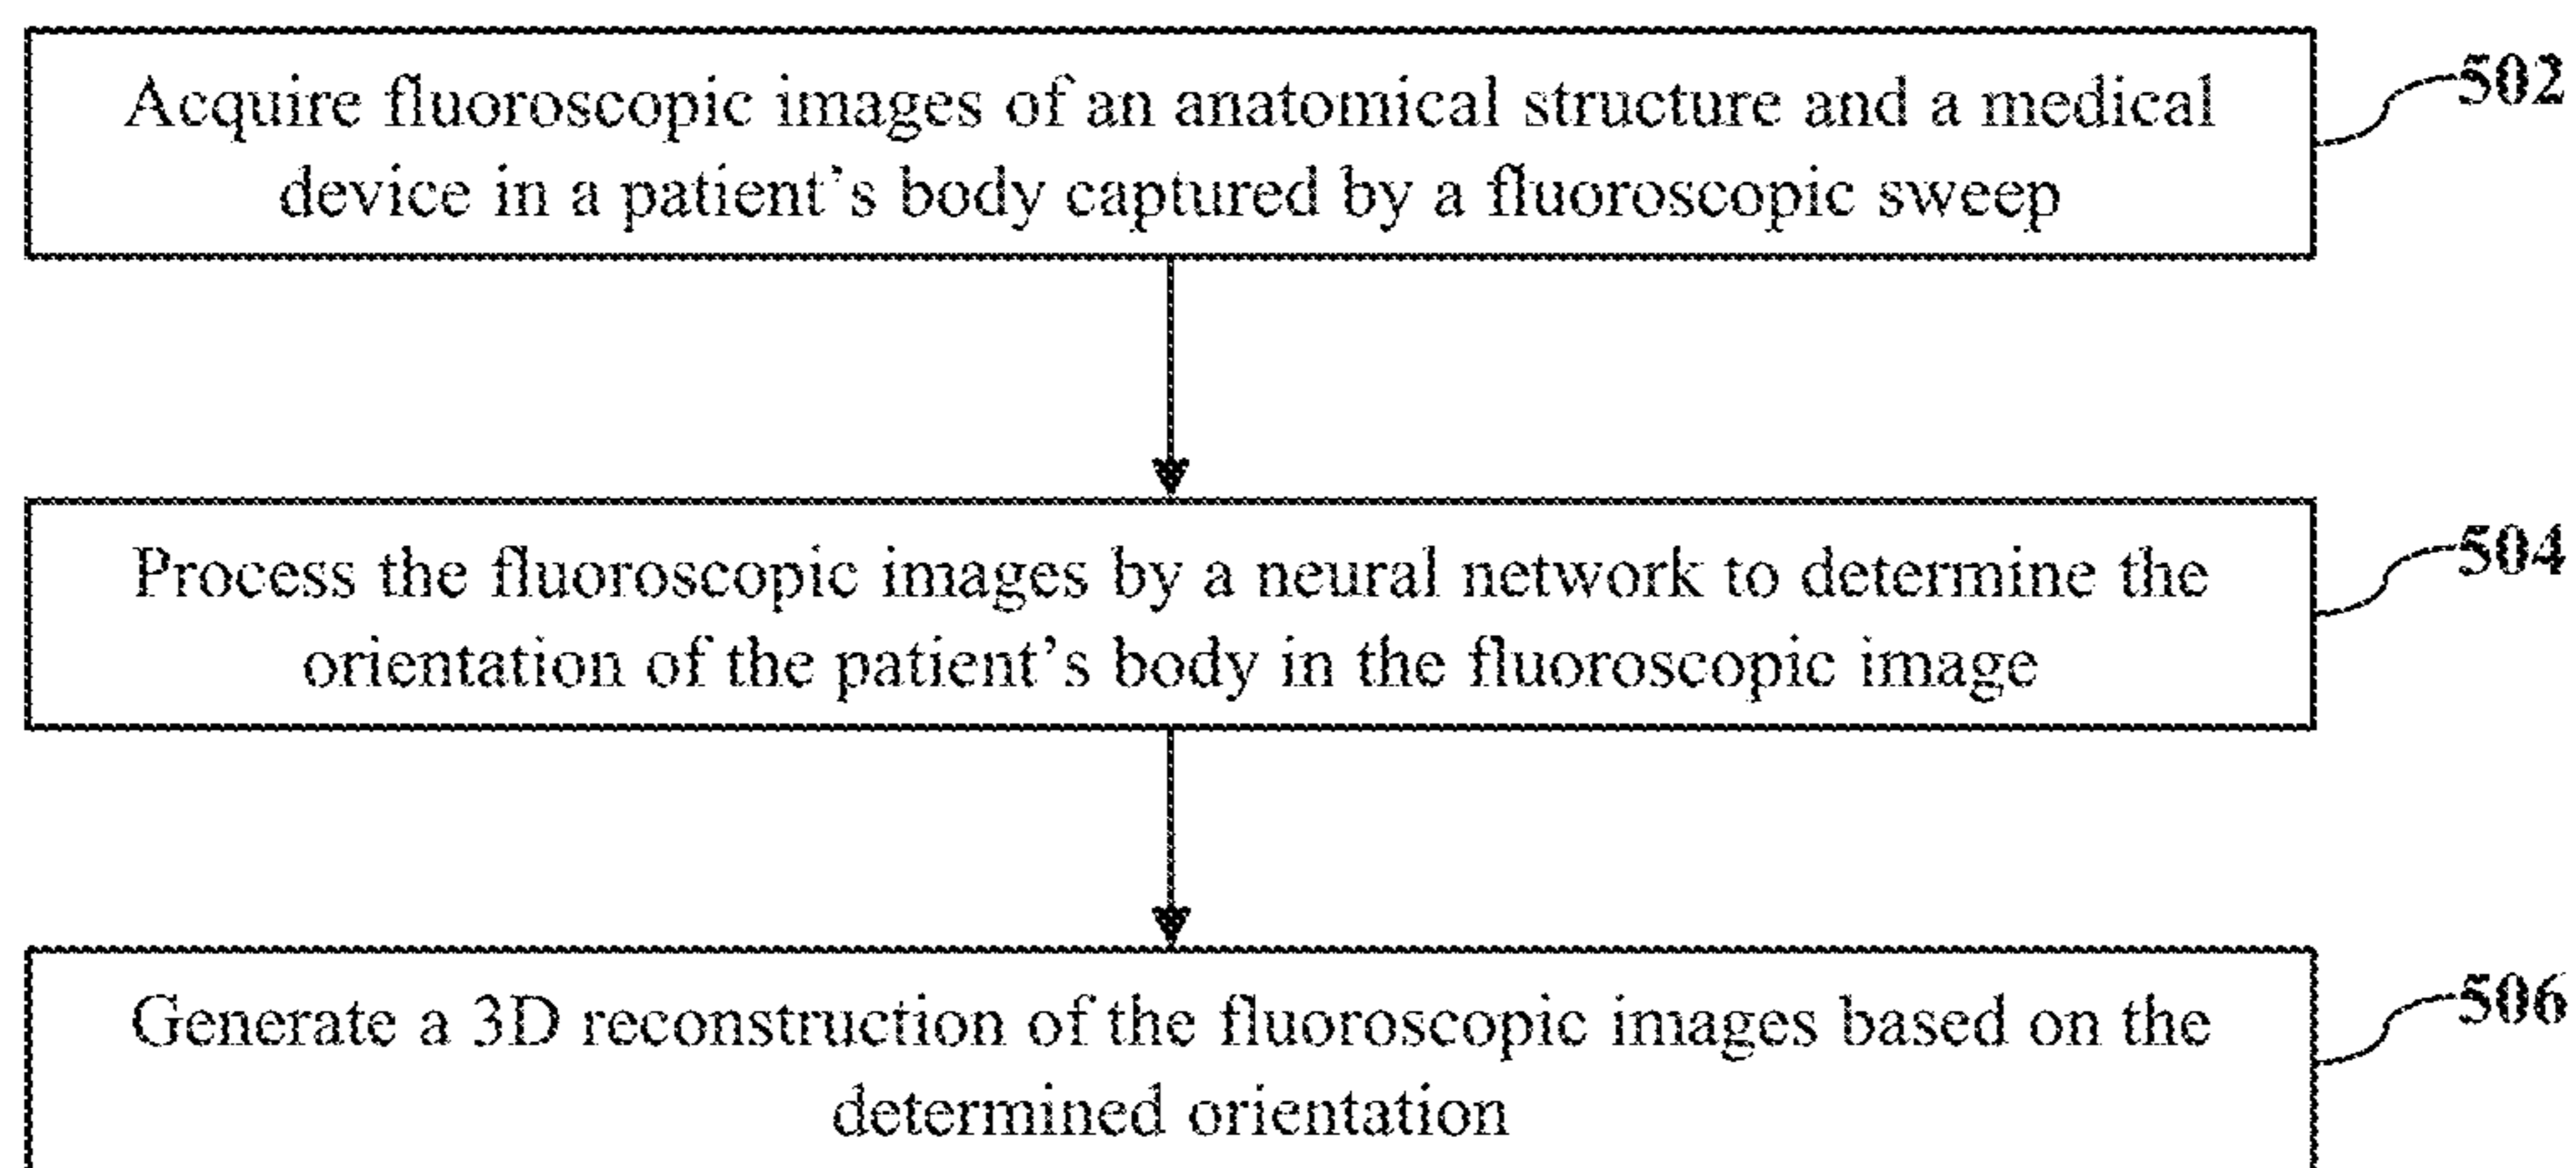 Acquire fluoroscopic images of an anatomical structure and a medical
device in a patient’s body captured by a fluoroscopic sweep
502
Process the fluoroscopic images by a neural network to determine the
orientation of the patient’s body in the fluoroscopic image
504
Generate a 3D reconstruction of the fluoroscopic images based on the
determined orientation
506